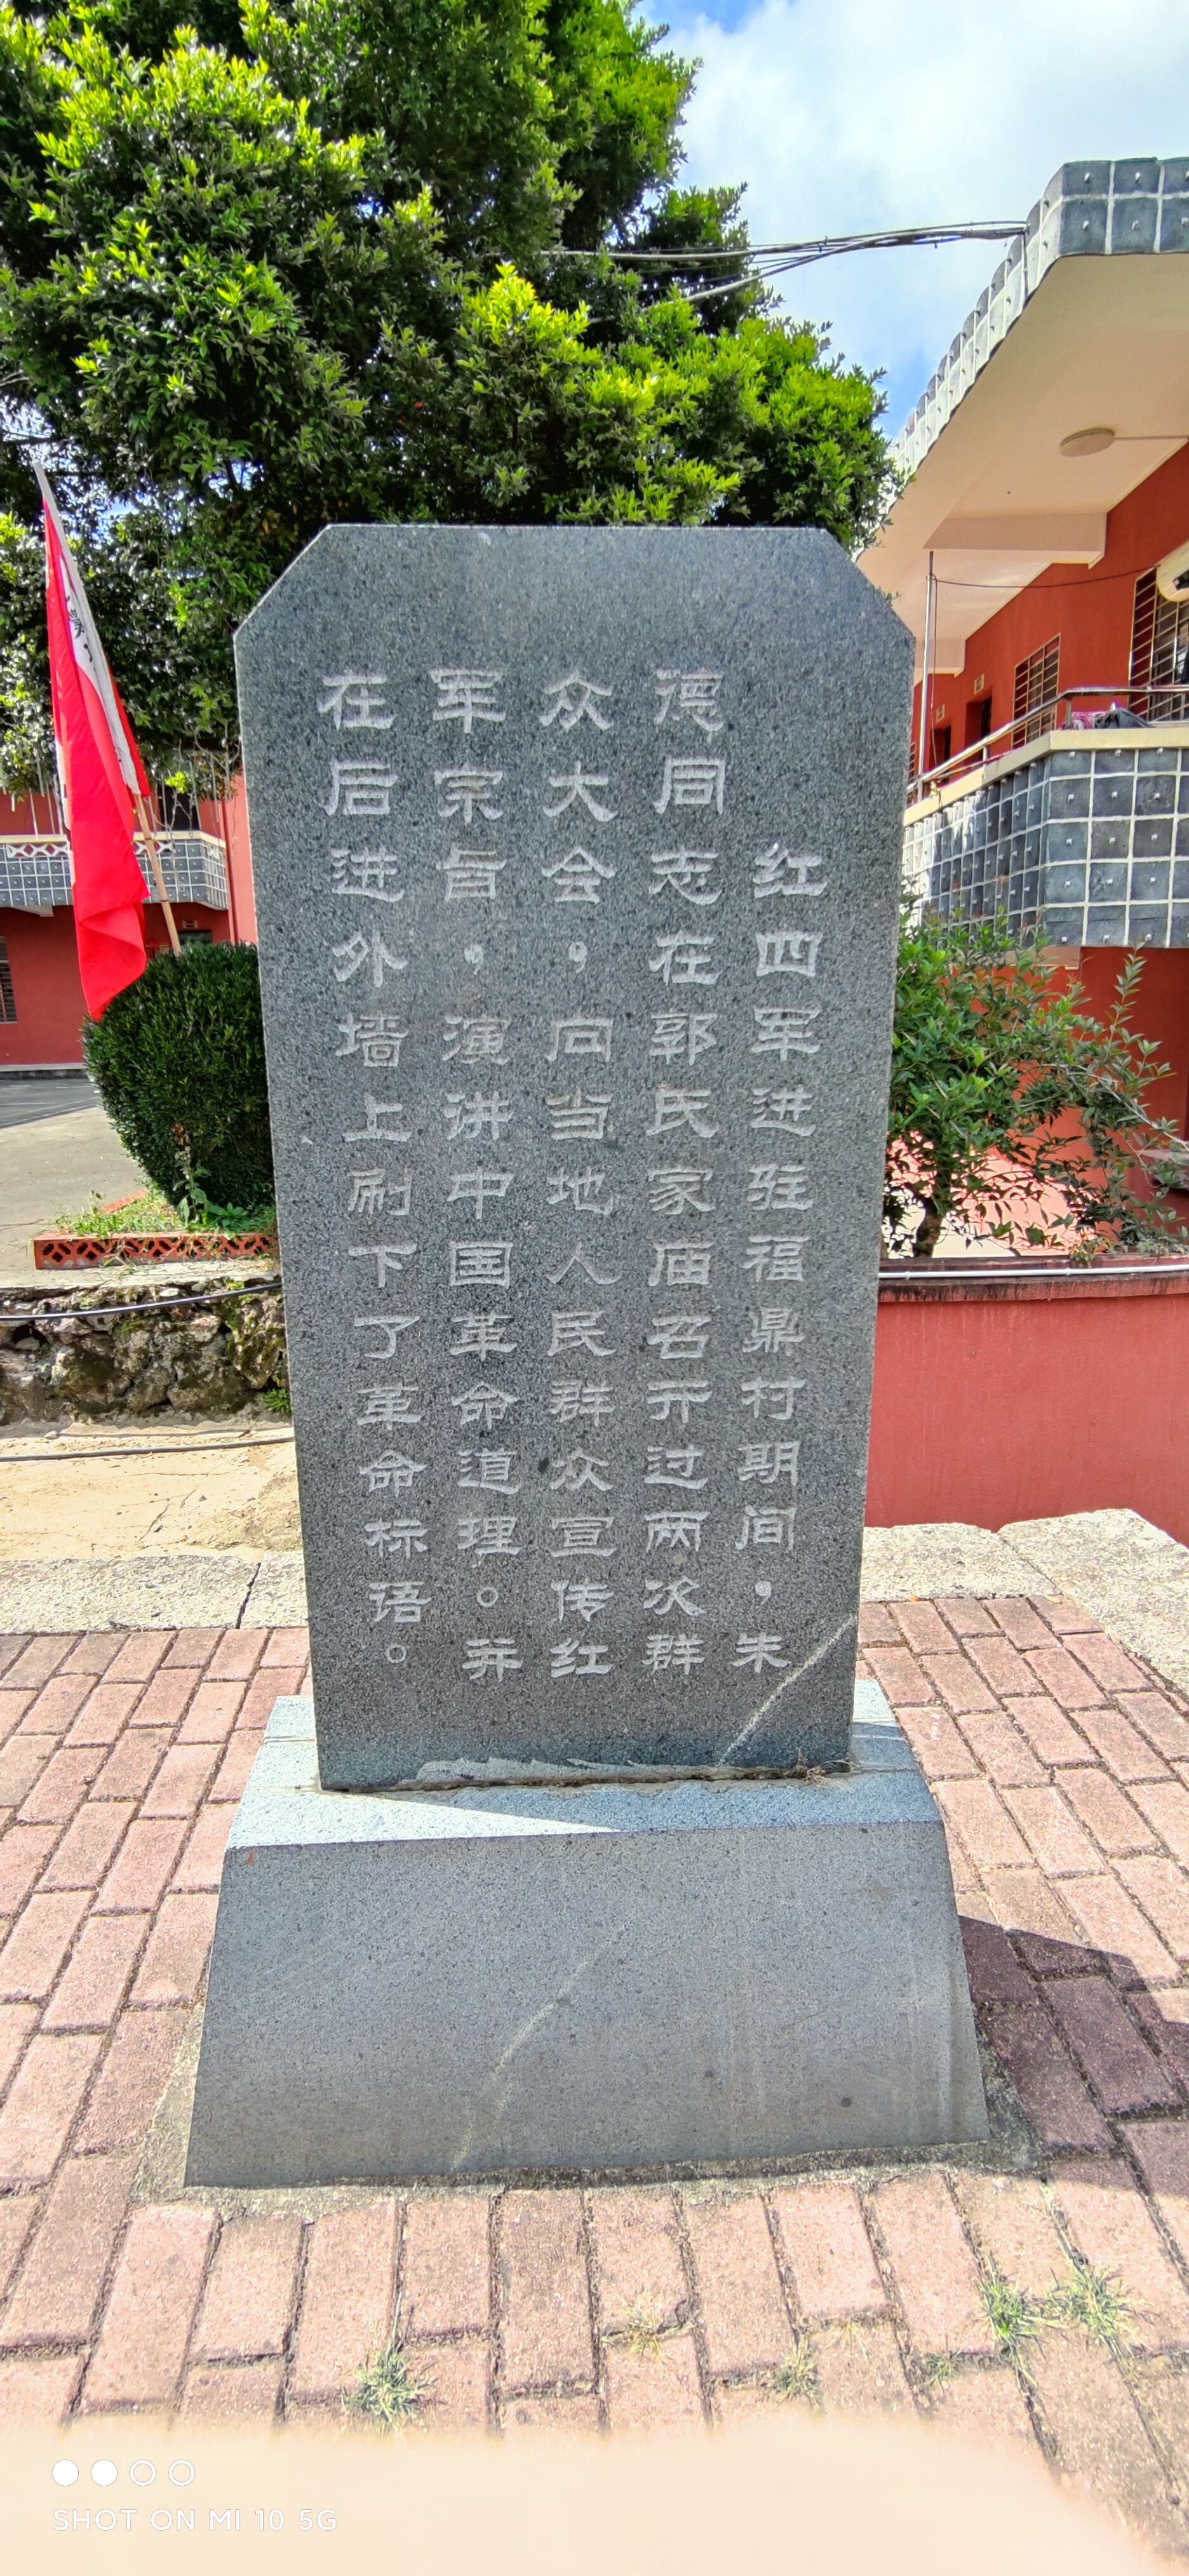 红四军进驻福鼎村期间，朱
德同志在郭氏家庙召开过两次群
众大会，向当地人民群众宣传红
军宗旨，演讲中国革命道理。并
在后进外墙上刷下了革命标语。
SHOT ON MI 10 5G